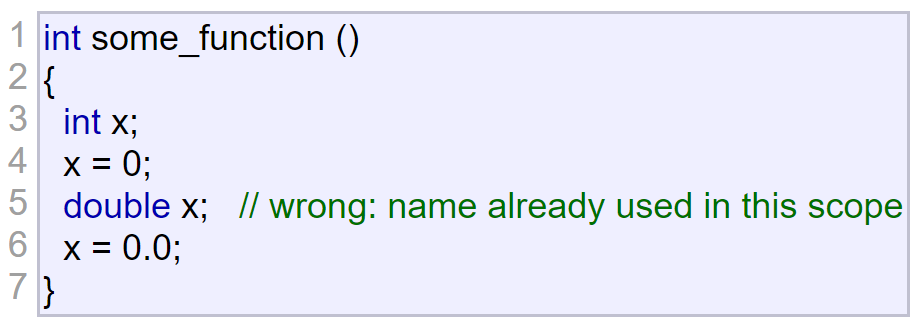 1 int some_function ()
2 {
3 int x;
4 x = 0;
5 double x; // wrong: name already used in this scope
6 x = 0.0;
7 }